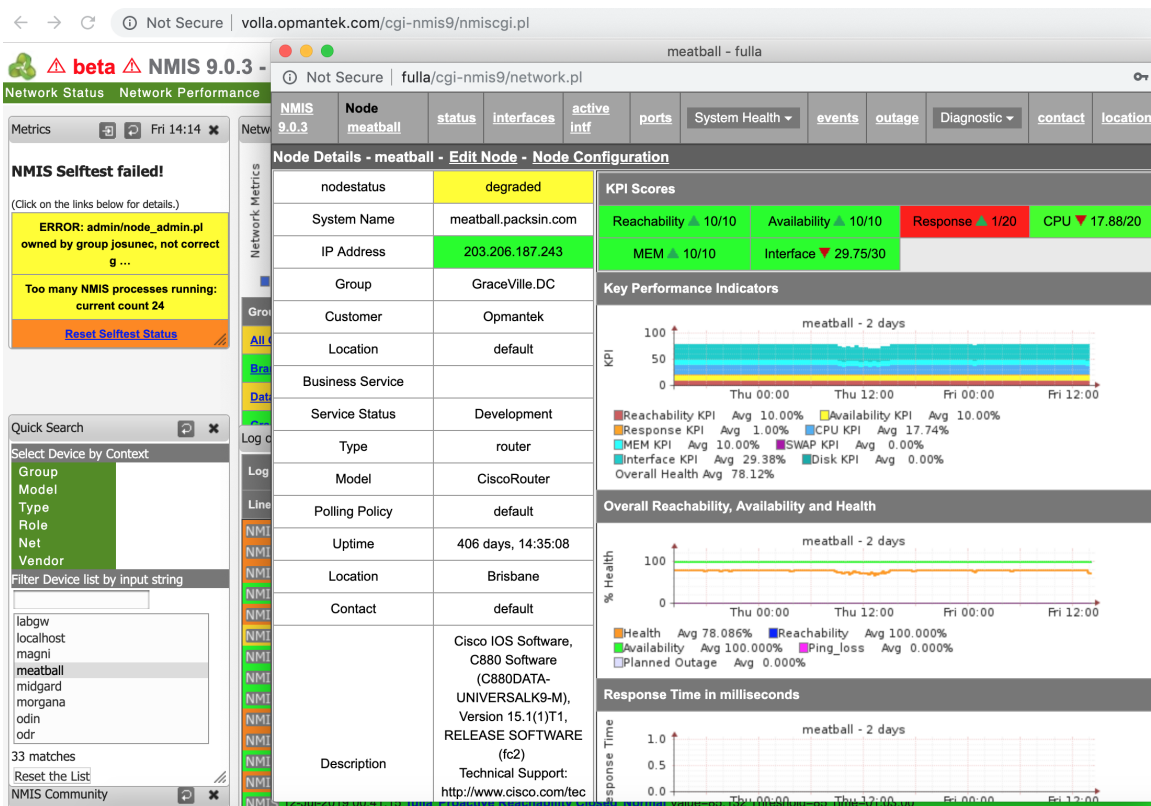 Not Secure | volla.opmantek.com/cgi-nmis9/nmiscgi.pl
beta NMIS 9.0.3 -
Network Status Network Performance
Metrics Fri 14:14
NMIS Selftest failed!
(Click on the links below for details.)
ERROR: admin/node_admin.pl
owned by group josunec, not correct
g ...
Too many NMIS processes running:
current count 24
Reset Selftest Status
Quick Search
Select Device by Context
Group
Model
Type
Role
Net
Vendor
Filter Device list by input string
labgw
localhost
magni
meatball
midgard
morgana
odin
odr
33 matches
Reset the List
NMIS Community
Network Metrics
Log
meatball - fulla
Not Secure | fulla/cgi-nmis9/network.pl
NMIS 9.0.3
Node meatball
status
interfaces
active intf
ports
System Health
events
outage
Diagnostic
contact
location
Node Details - meatball - Edit Node - Node Configuration
nodestatus degraded
System Name meatball.packsin.com
IP Address 203.206.187.243
Group GraceVille.DC
Customer Opmantek
Location default
Business Service
Service Status Development
Type router
Model CiscoRouter
Polling Policy default
Uptime 406 days, 14:35:08
Location Brisbane
Contact default
Description
Cisco IOS Software,
C880 Software
(C880DATA-
UNIVERSALK9-M),
Version 15.1(1)T1,
RELEASE SOFTWARE
(fc2)
Technical Support:
http://www.cisco.com/tec
KPI Scores
Reachability 10/10 Availability 10/10 Response 1/20 CPU 17.88/20
MEM 10/10 Interface 29.75/30
Key Performance Indicators
meatball - 2 days
KPI
100
50
0
Thu 00:00 Thu 12:00 Fri 00:00 Fri 12:00
Reachability KPI Avg 10.00% Availability KPI Avg 10.00%
Response KPI Avg 1.00% CPU KPI Avg 17.74%
MEM KPI Avg 10.00% SWAP KPI Avg 0.00%
Interface KPI Avg 29.38% Disk KPI Avg 0.00%
Overall Health Avg 78.12%
Overall Reachability, Availability and Health
meatball - 2 days
% Health
100
0
Thu 00:00 Thu 12:00 Fri 00:00 Fri 12:00
Health Avg 78.086% Reachability Avg 100.000%
Availability Avg 100.000% Ping_loss Avg 0.000%
Planned Outage Avg 0.000%
Response Time in milliseconds
meatball - 2 days
1.0
0.5
0.0